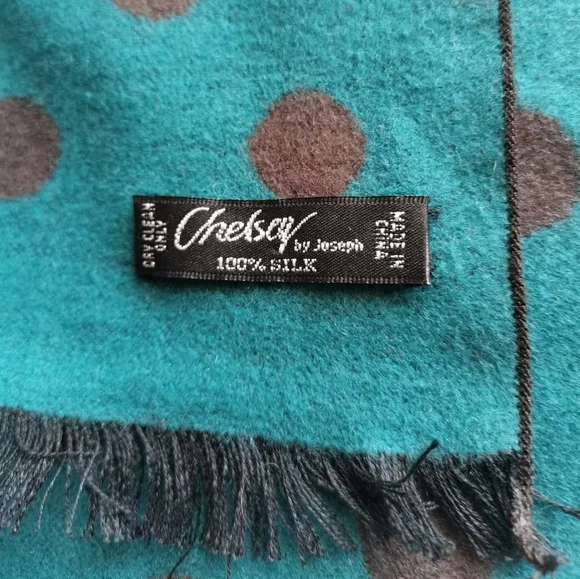 DRY CLEAN
ONLY
Chelsey
by Joseph
100% SILK
MADE IN
CHINA